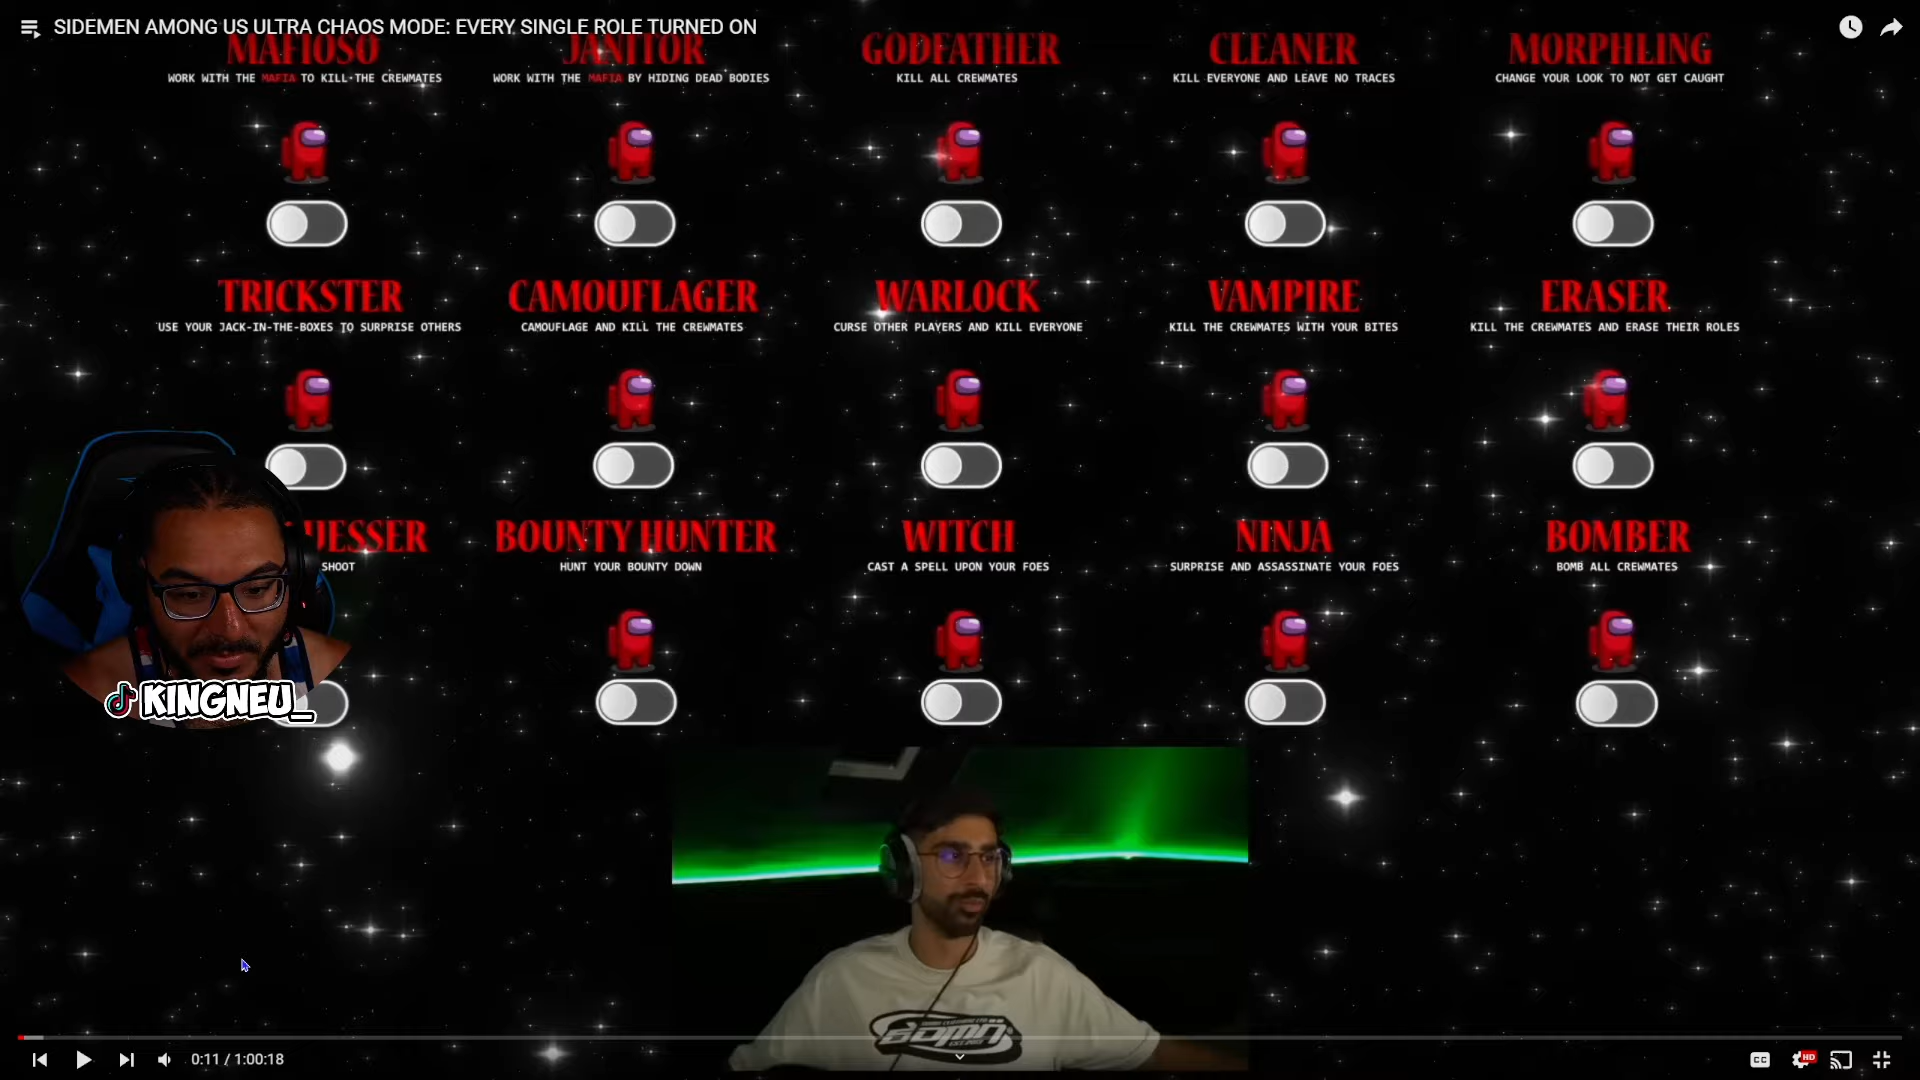 SIDEMEN AMONG US ULTRA CHAOS MODE: EVERY SINGLE ROLE TURNED ON
MAFIOSO JANITOR GODFATHER CLEANER MORPHLING
WORK WITH THE MAFIA TO KILL THE CREWMATES WORK WITH THE MAFIA BY HIDING DEAD BODIES KILL ALL CREWMATES KILL EVERYONE AND LEAVE NO TRACES CHANGE YOUR LOOK TO NOT GET CAUGHT
TRICKSTER CAMOUFLAGER WARLOCK VAMPIRE ERASER
USE YOUR JACK-IN-THE-BOXES TO SURPRISE OTHERS CAMOUFLAGE AND KILL THE CREWMATES CURSE OTHER PLAYERS AND KILL EVERYONE KILL THE CREWMATES WITH YOUR BITES KILL THE CREWMATES AND ERASE THEIR ROLES
UESSER BOUNTY HUNTER WITCH NINJA BOMBER
SHOOT HUNT YOUR BOUNTY DOWN CAST A SPELL UPON YOUR FOES SURPRISE AND ASSASSINATE YOUR FOES BOMB ALL CREWMATES
KINGNEU_
SDMN
0:11 / 1:00:18 CC HD